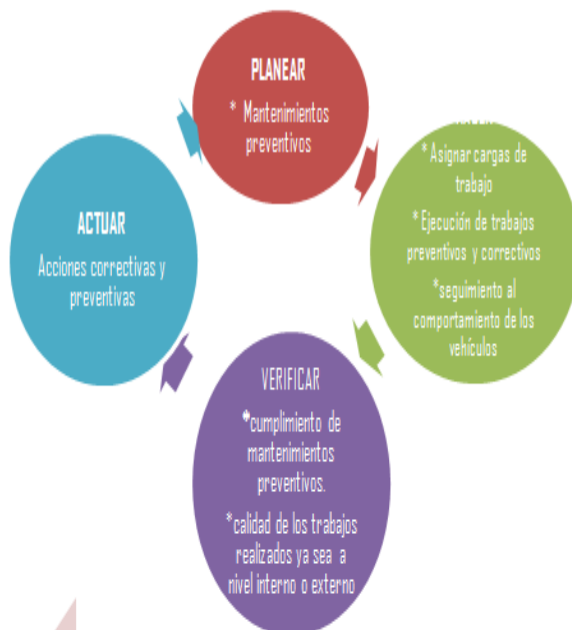 PLANEAR
* Mantenimientos
preventivos
* Asignar cargas de
trabajo
* Ejecución de trabajos
preventivos y correctivos
*seguimiento al
comportamiento de los
vehículos
VERIFICAR
*cumplimiento de
mantenimientos
preventivos.
*calidad de los trabajos
realizados ya sea a
nivel interno o externo
ACTUAR
Acciones correctivas y
preventivas